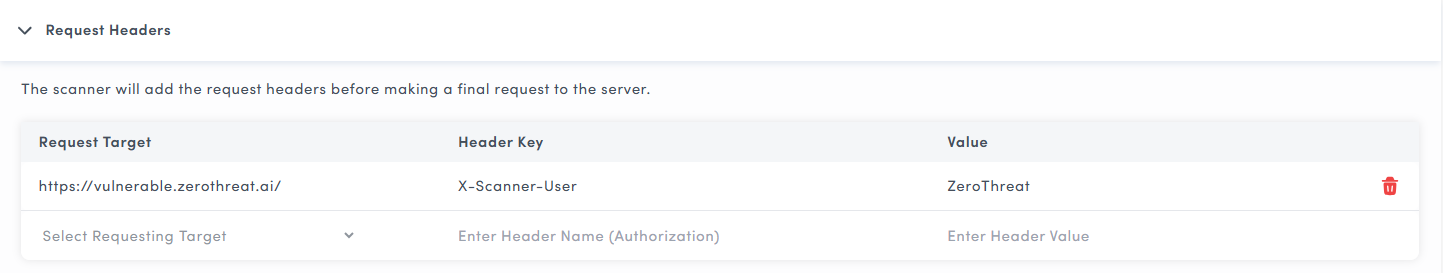 Request Headers
The scanner will add the request headers before making a final request to the server.
Request Target Header Key Value
https://vulnerable.zerothreat.ai/ X-Scanner-User ZeroThreat
Select Requesting Target Enter Header Name (Authorization) Enter Header Value